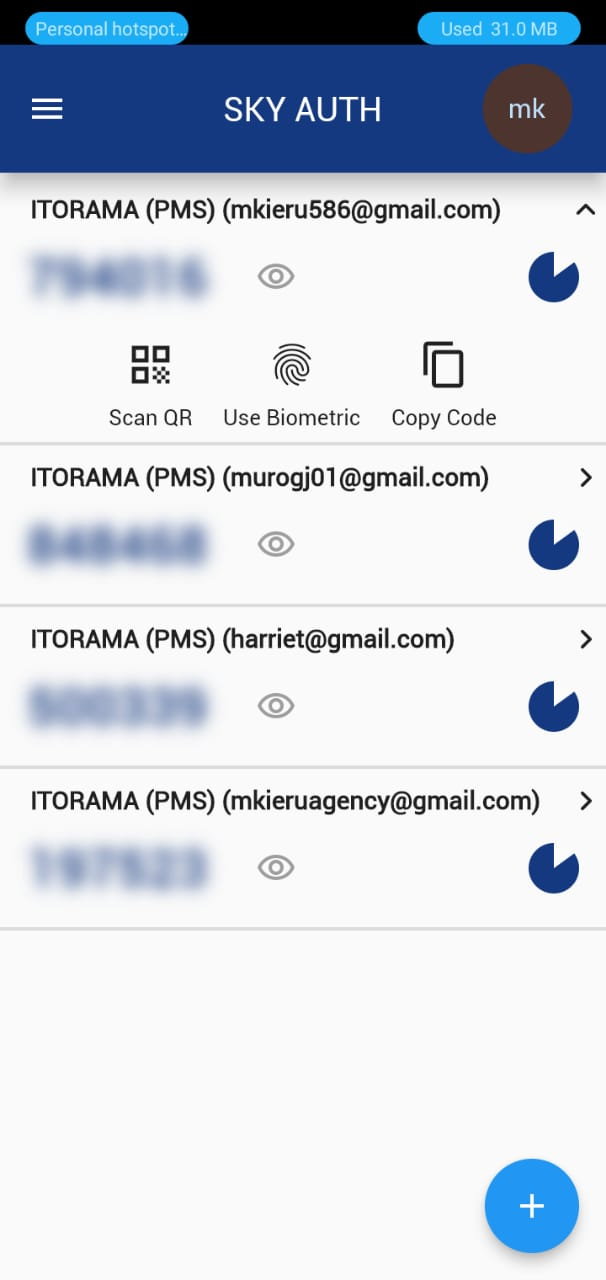 Personal hotspot...
Used 31.0 MB
SKY AUTH
mk
ITORAMA (PMS) (mkieru586@gmail.com)
Scan QR
Use Biometric
Copy Code
ITORAMA (PMS) (murogj01@gmail.com)
ITORAMA (PMS) (harriet@gmail.com)
ITORAMA (PMS) (mkieruagency@gmail.com)